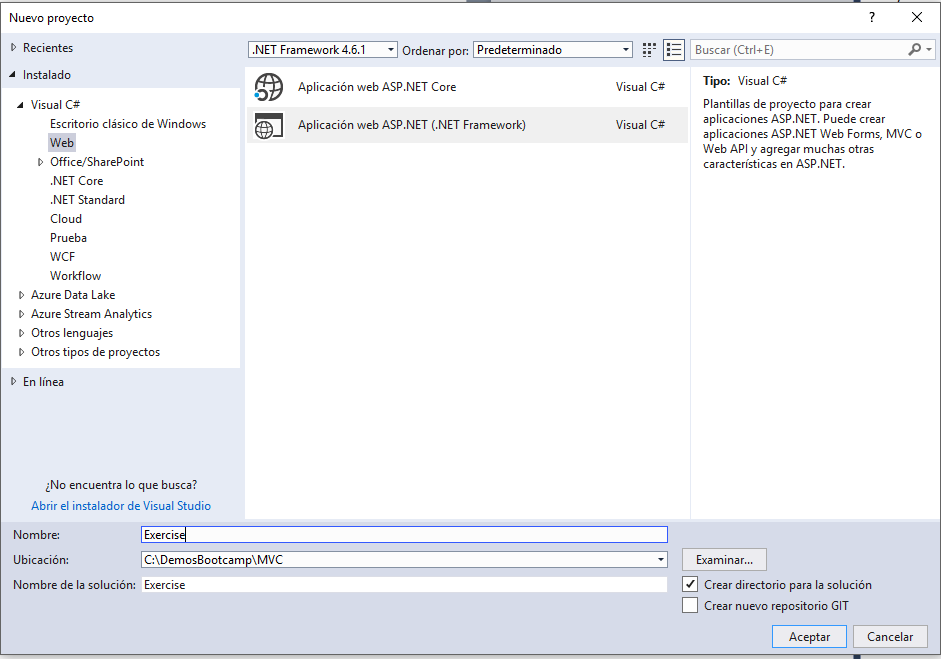 Nuevo proyecto
?
Recientes
Instalado
Visual C#
Escritorio clásico de Windows
Web
Office/SharePoint
.NET Core
.NET Standard
Cloud
Prueba
WCF
Workflow
Azure Data Lake
Azure Stream Analytics
Otros lenguajes
Otros tipos de proyectos
En línea
¿No encuentra lo que busca?
Abrir el instalador de Visual Studio
.NET Framework 4.6.1 Ordenar por: Predeterminado
Aplicación web ASP.NET Core Visual C#
Aplicación web ASP.NET (.NET Framework) Visual C#
Buscar (Ctrl+E)
Tipo: Visual C#
Plantillas de proyecto para crear
aplicaciones ASP.NET. Puede crear
aplicaciones ASP.NET Web Forms, MVC o
Web API y agregar muchas otras
características en ASP.NET.
Nombre: Exercise
Ubicación: C:\DemosBootcamp\MVC Examinar...
Nombre de la solución: Exercise
Crear directorio para la solución
Crear nuevo repositorio GIT
Aceptar Cancelar